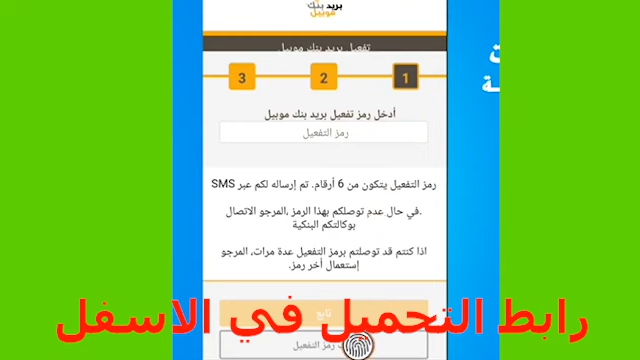 بريد بنك
موبيل
تفعيل بريد بنك موبيل
3 2 1
أدخل رمز تفعيل بريد بنك موبيل
رمز التفعيل
رمز التفعيل يتكون من 6 أرقام. تم إرساله لكم عبر SMS
.في حال عدم توصلكم بهذا الرمز ,المرجو الاتصال
بوكالتكم البنكية
اذا كنتم قد توصلتم برمز التفعيل عدة مرات, المرجو
إستعمال أخر رمز.
تابع
رابط التحميل في الاسفل
رمز التفعيل